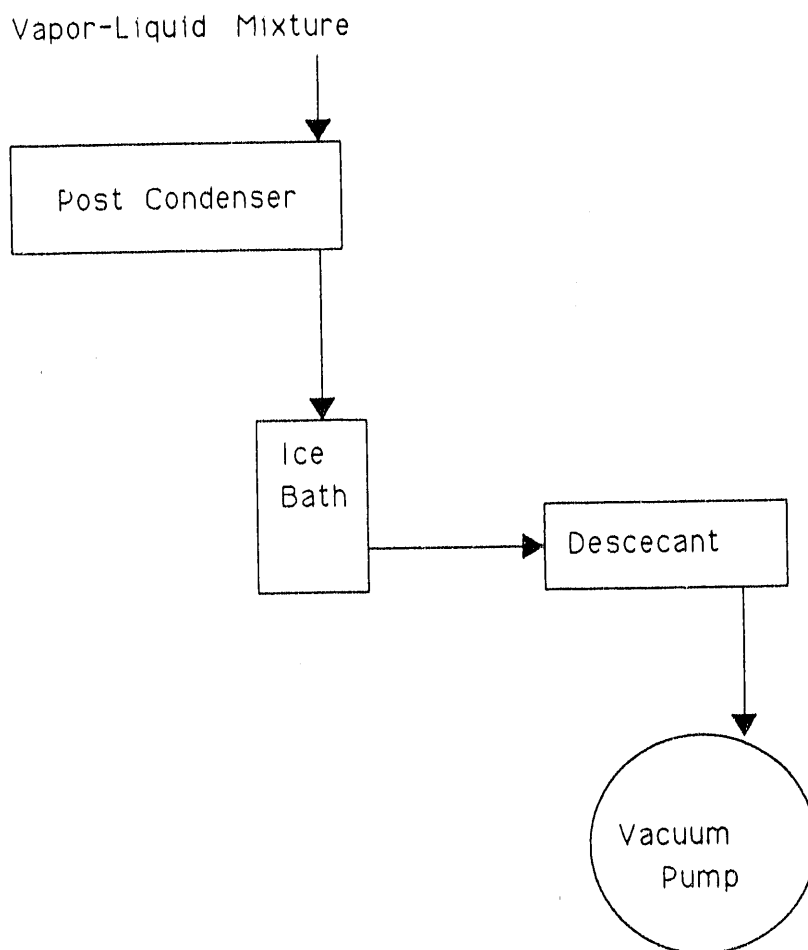 Vapor-Liquid Mixture
Post Condenser
Ice
Bath
Descecant
Vacuum
Pump